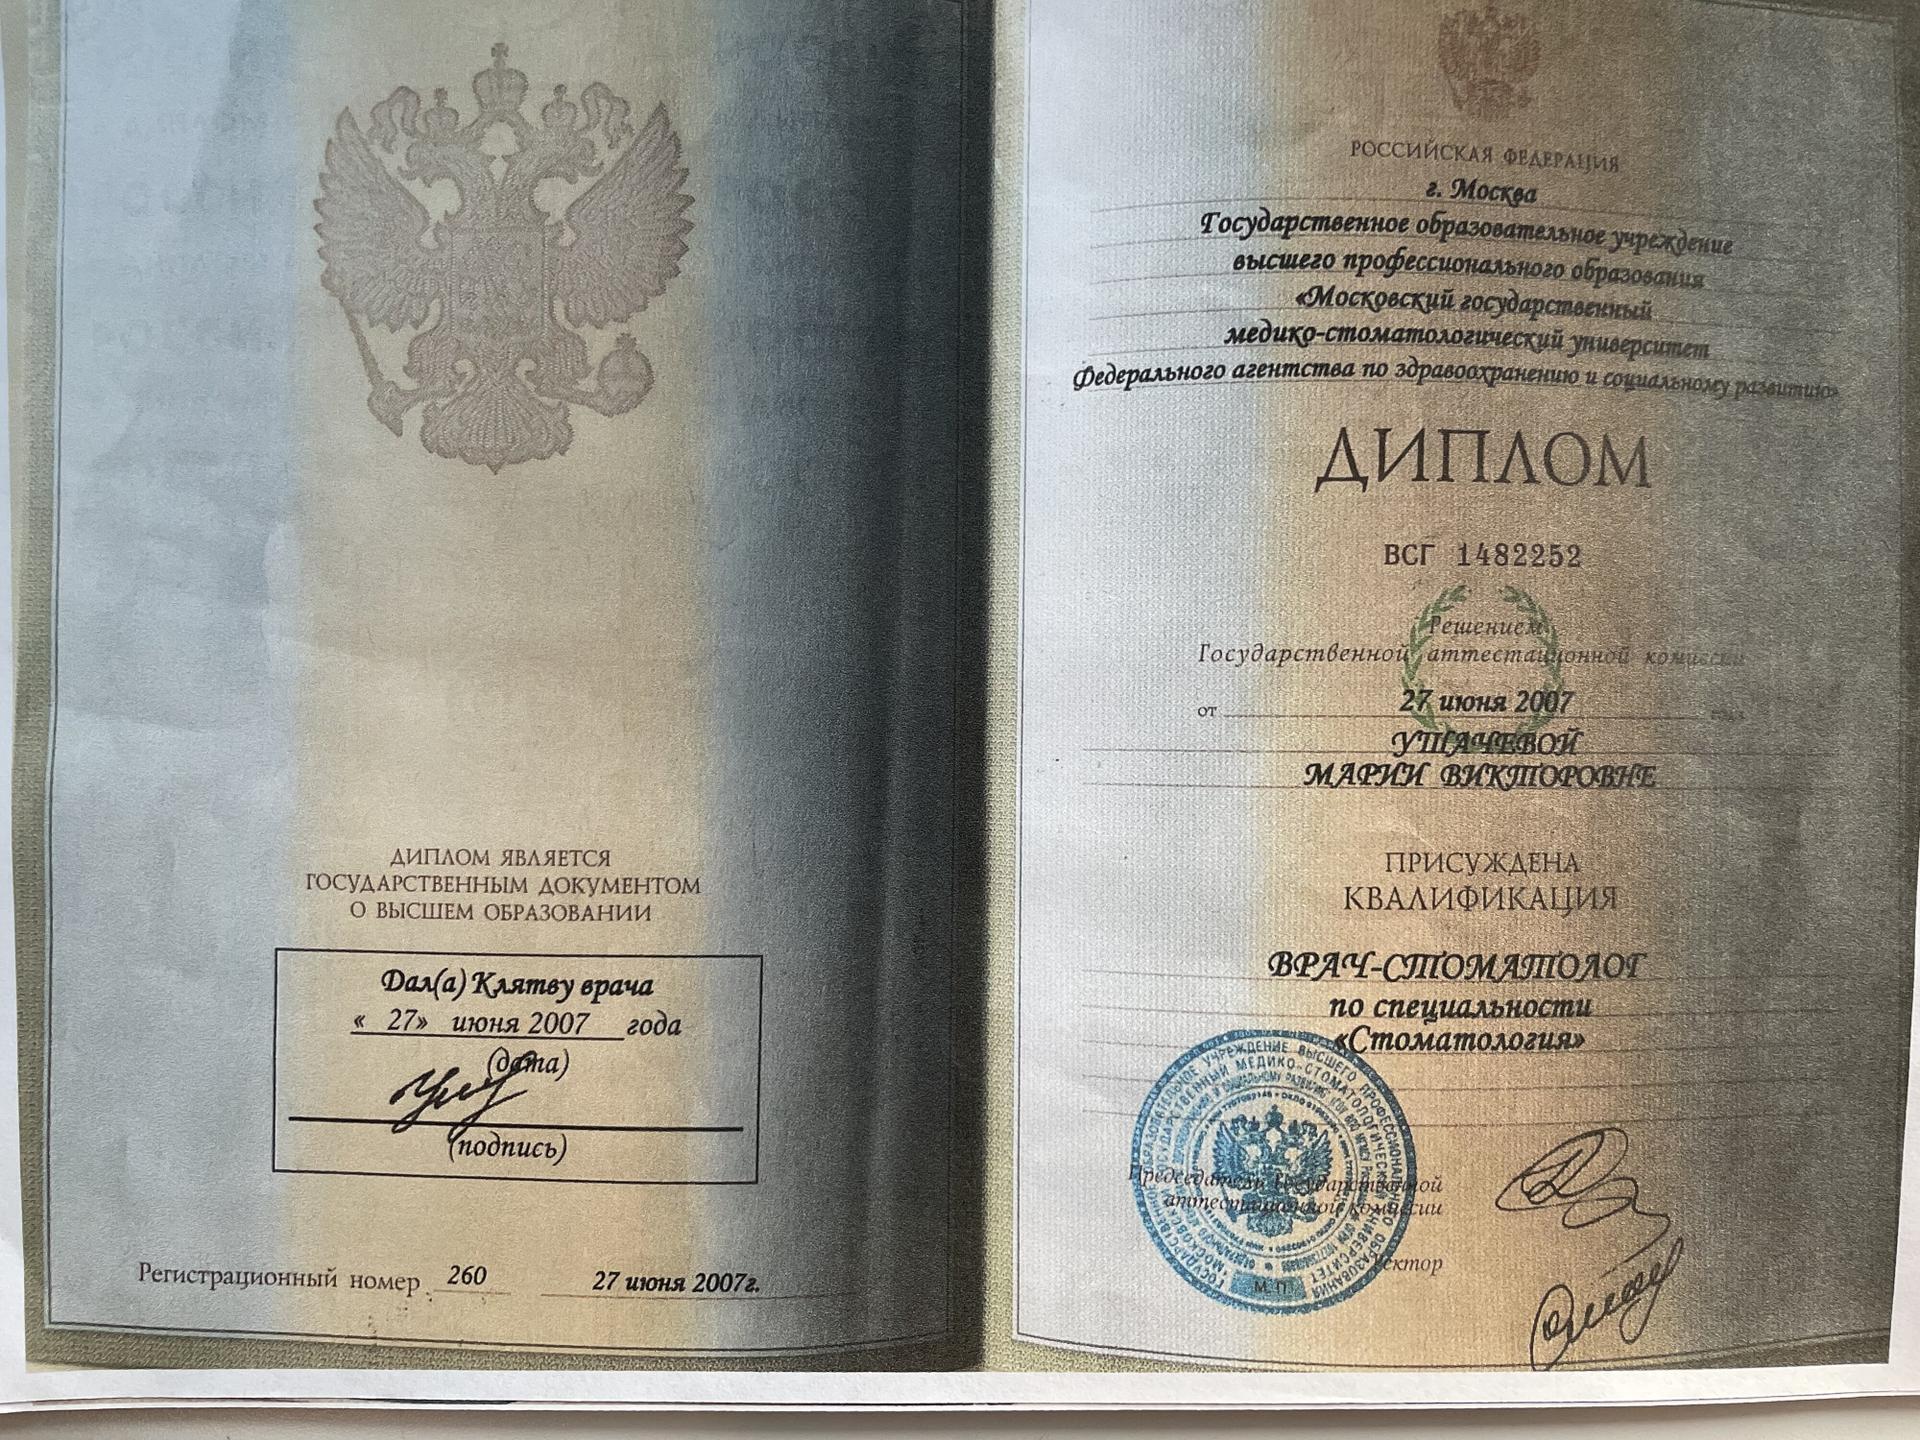 ДИПЛОМ ЯВЛЯЕТСЯ
ГОСУДАРСТВЕННЫМ ДОКУМЕНТОМ
О ВЫСШЕМ ОБРАЗОВАНИИ
Дал(а) Клятву врача
« 27» июня 2007 года
(дата)
(подпись)
Регистрационный номер 260 27 июня 2007г.
РОССИЙСКАЯ ФЕДЕРАЦИЯ
г. Москва
Государственное образовательное учреждение
высшего профессионального образования
«Московский государственный
медико-стоматологический университет
Федерального агентства по здравоохранению и социальному развитию»
ДИПЛОМ
ВСГ 1482252
Решением
Государственной аттестационной комиссии
от 27 июня 2007 года
УШАЧЕВОЙ
МАРИИ ВИКТОРОВНЕ
ПРИСУЖДЕНА
КВАЛИФИКАЦИЯ
ВРАЧ-СТОМАТОЛОГ
по специальности
«Стоматология»
Председатель Государственной
аттестационной комиссии
Ректор
М.П.